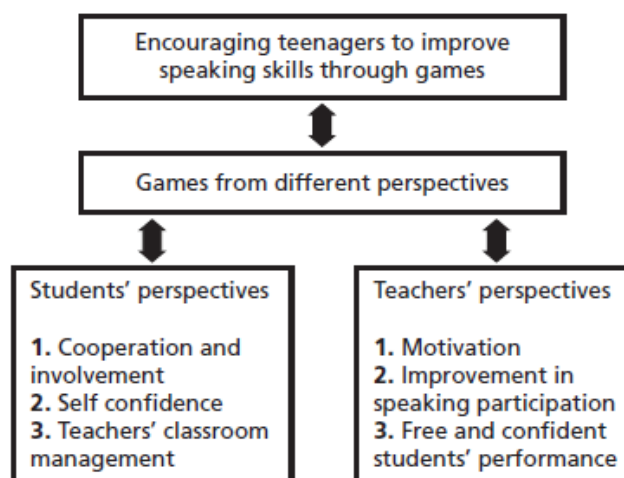 Encouraging teenagers to improve
speaking skills through games
Games from different perspectives
Students’ perspectives
1. Cooperation and
involvement
2. Self confidence
3. Teachers’ classroom
management
Teachers’ perspectives
1. Motivation
2. Improvement in
speaking participation
3. Free and confident
students’ performance